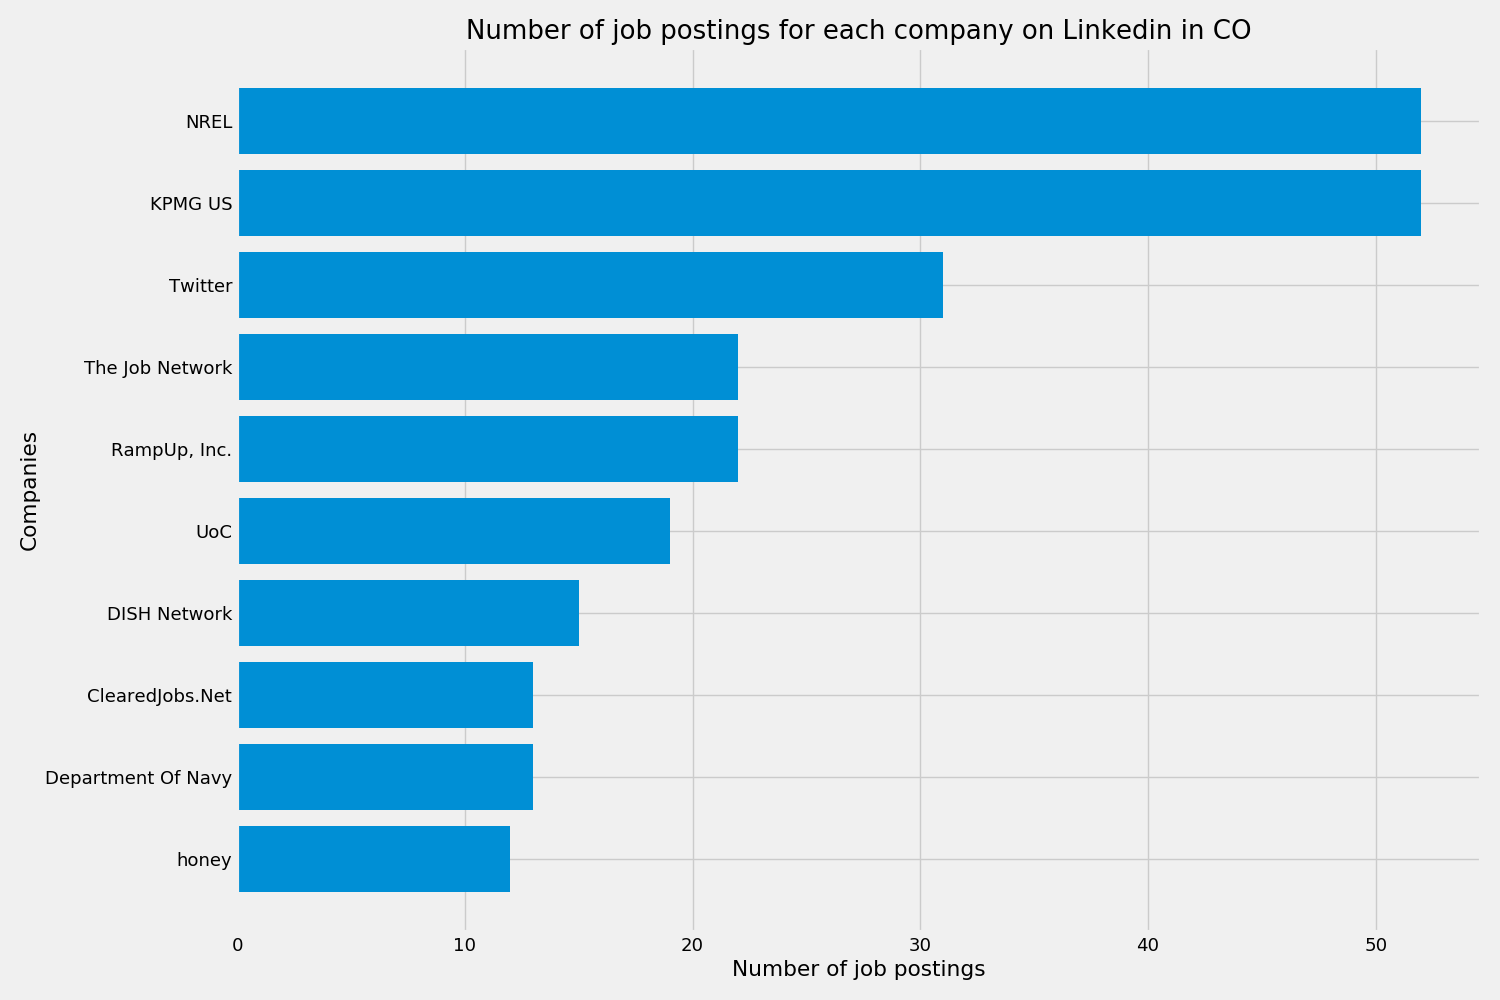 Number of job postings for each company on Linkedin in CO
NREL
KPMG US
Twitter
The Job Network
RampUp, Inc.
UoC
DISH Network
ClearedJobs.Net
Department Of Navy
honey
Companies
0 10 20 30 40 50
Number of job postings